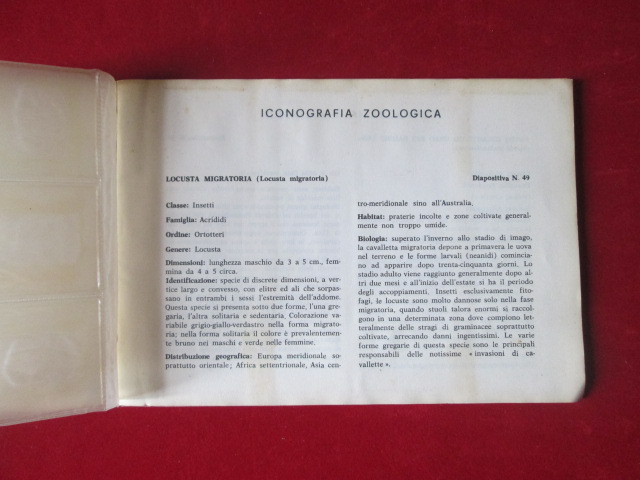 ICONOGRAFIA ZOOLOGICA
LOCUSTA MIGRATORIA (Locusta migratoria)
Diapositiva N. 49
Classe: Insetti
Famiglia: Acrididi
Ordine: Ortotteri
Genere: Locusta
Dimensioni: lunghezza maschio da 3 a 5 cm., fem-
mina da 4 a 5 circa.
Identificazione: specie di discrete dimensioni, a ver-
tice largo e convesso, con elitre ed ali che sorpas-
sano in entrambi i sessi l'estremità dell'addome.
Questa specie si presenta sotto due forme, l'una gre-
garia, l'altra solitaria e sedentaria. Colorazione va-
riabile grigio-giallo-verdastro nella forma migrato-
ria; nella forma solitaria il colore è prevalentemen-
te bruno nei maschi e verde nelle femmine.
Distribuzione geografica: Europa meridionale so-
prattutto orientale; Africa settentrionale, Asia cen-
tro-meridionale sino all'Australia.
Habitat: praterie incolte e zone coltivate general-
mente non troppo umide.
Biologia: superato l'inverno allo stadio di imago,
la cavalletta migratoria depone a primavera le uova
nel terreno e le forme larvali (neanidi) comincia-
no ad apparire dopo trenta-cinquanta giorni. Lo
stadio adulto viene raggiunto generalmente dopo al-
tri due mesi e all'inizio dell'estate si ha il periodo
degli accoppiamenti. Insetti esclusivamente fito-
fagi, le locuste sono molto dannose solo nella fase
migratoria, quando stuoli talora enormi si raccol-
gono in una determinata zona dove compiono let-
teralmente delle stragi di graminacee soprattutto
coltivate, arrecando danni ingentissimi. Le varie
forme gregarie di questa specie sono le principali
responsabili delle notissime « invasioni di ca-
vallette ».